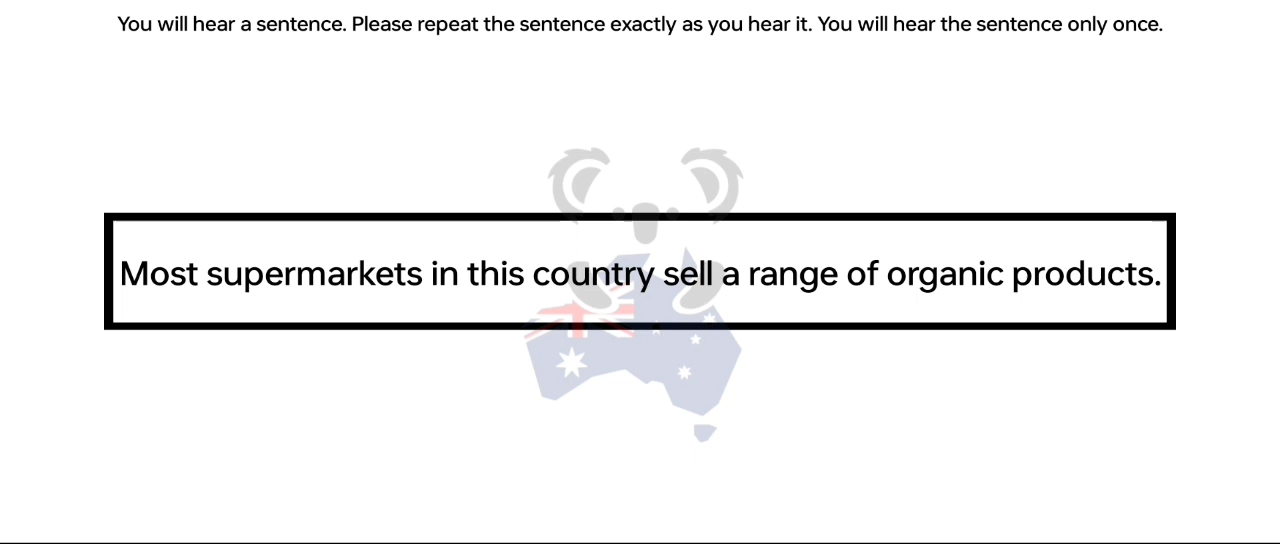 You will hear a sentence. Please repeat the sentence exactly as you hear it. You will hear the sentence only once.
Most supermarkets in this country sell a range of organic products.